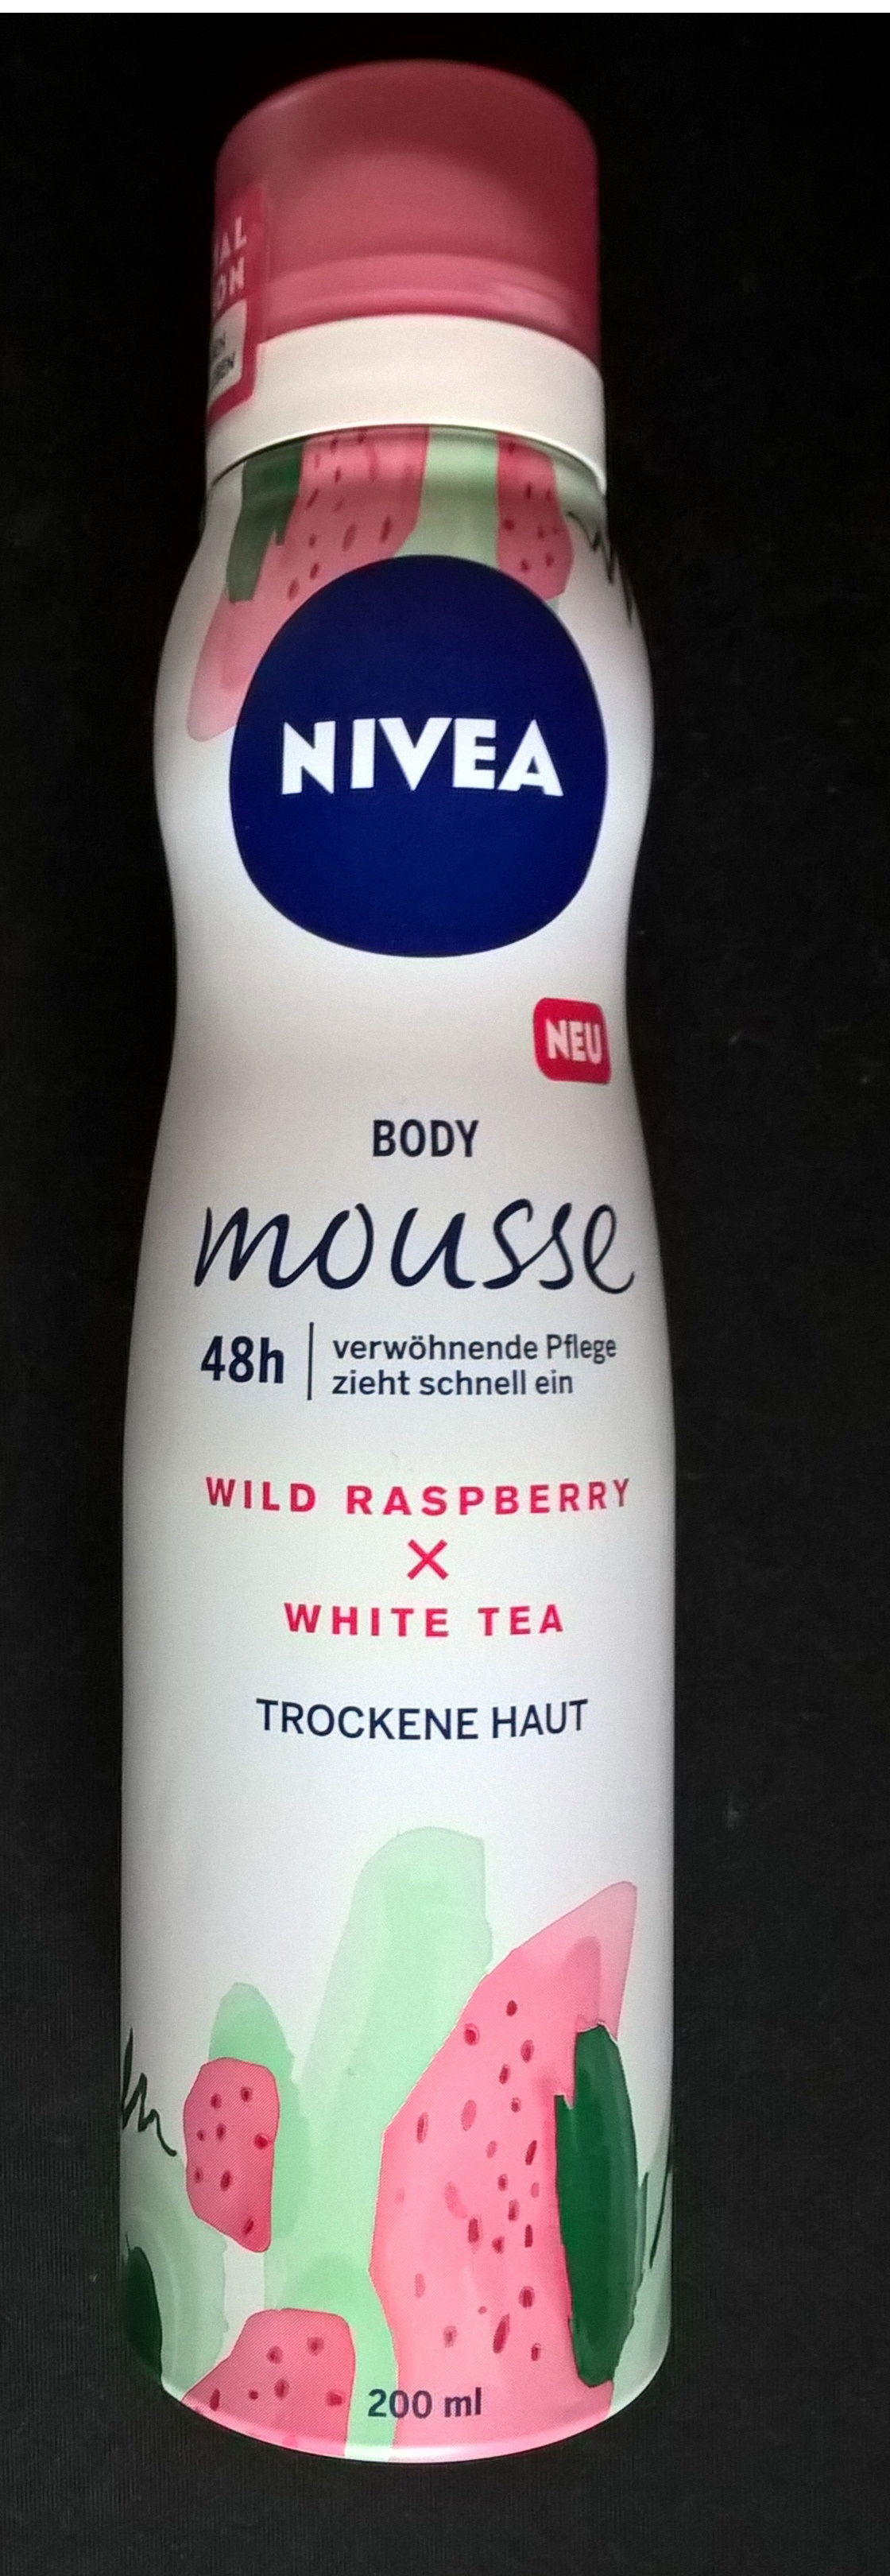 NIVEA
NEU
BODY
mousse
48h
verwöhnende Pflege
zieht schnell ein
WILD RASPBERRY
X
WHITE TEA
TROCKENE HAUT
200 ml